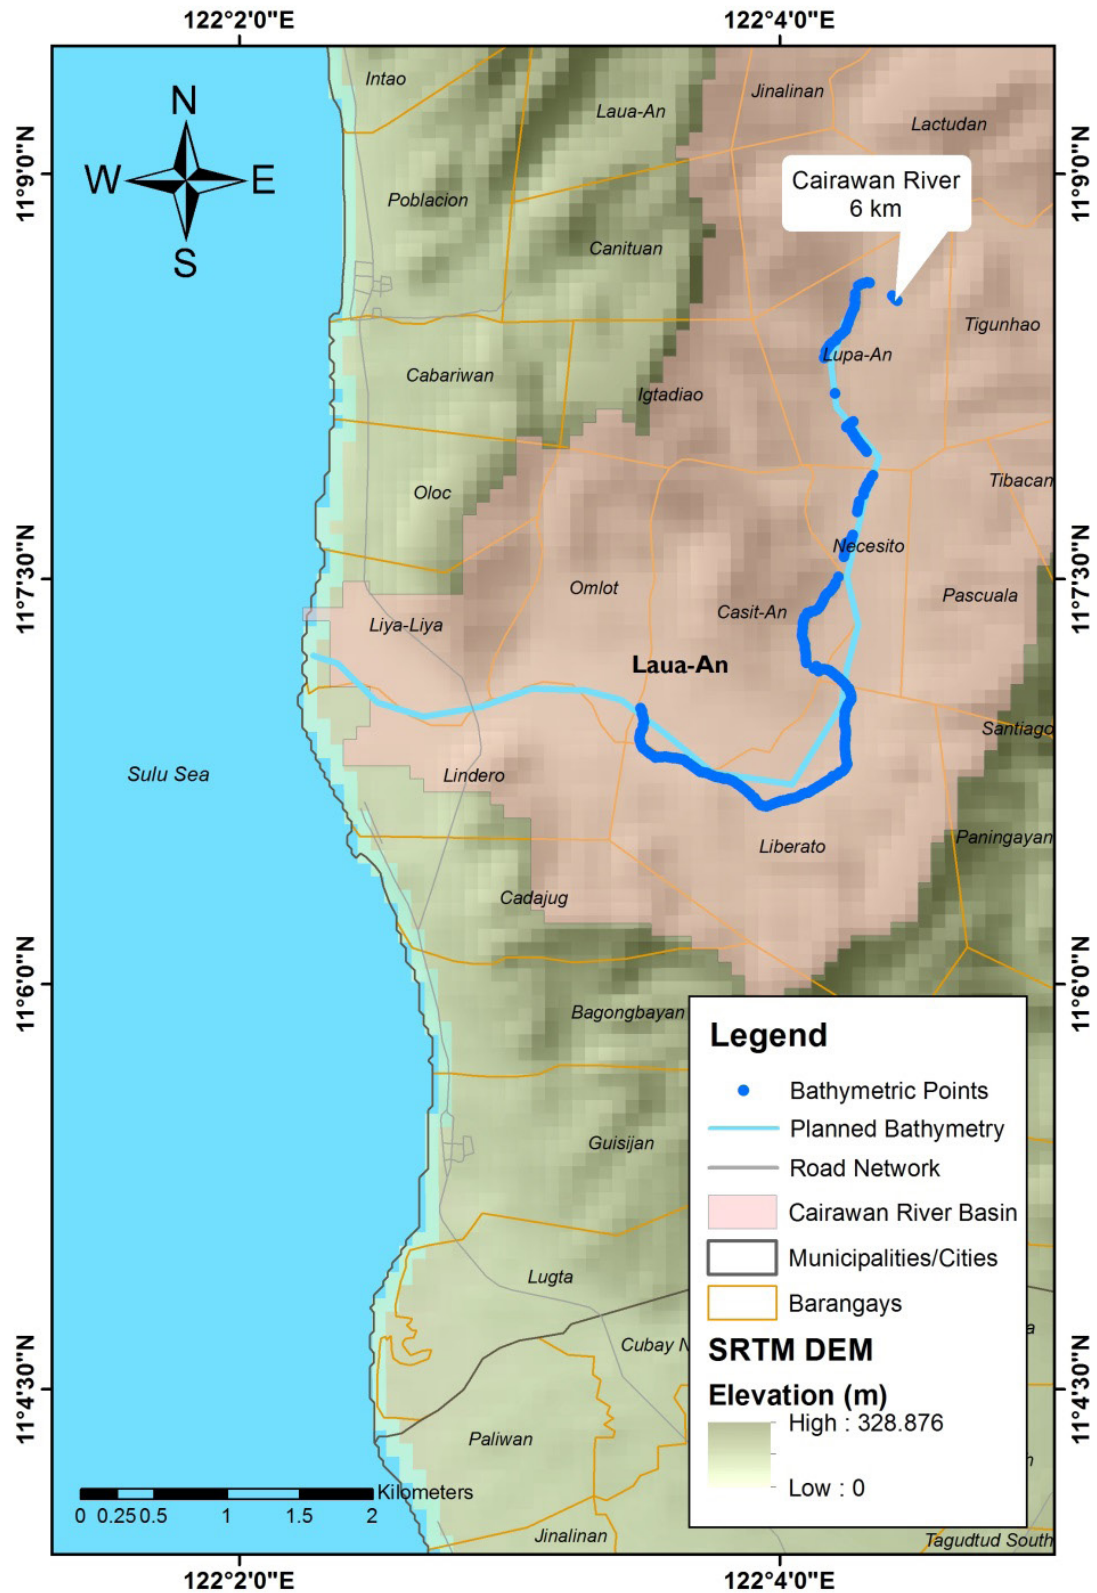 122°2'0"E
122°4'0"E
Intao
Jinalinan
Laua-An
Lactudan
N
W
E
S
11°9'0"N
11°9'0"N
Cairawan River
6 km
Poblacion
Canituan
Tigunhao
Lupa-An
Cabariwan
Igtadiao
Oloc
Tibacan
Necesito
11°7'30"N
11°7'30"N
Omlot
Casit-An
Pascuala
Liya-Liya
Laua-An
Santiago
Sulu Sea
Lindero
Liberato
Paningayan
Cadajug
11°6'0"N
11°6'0"N
Bagongbayan
Guisijan
Lugta
Cubay N
a
11°4'30"N
11°4'30"N
Paliwan
n
Jinalinan
Tagudtud South
Legend
Bathymetric Points
Planned Bathymetry
Road Network
Cairawan River Basin
Municipalities/Cities
Barangays
SRTM DEM
Elevation (m)
High : 328.876
Low : 0
Kilometers
0 0.25 0.5 1 1.5 2
122°2'0"E
122°4'0"E